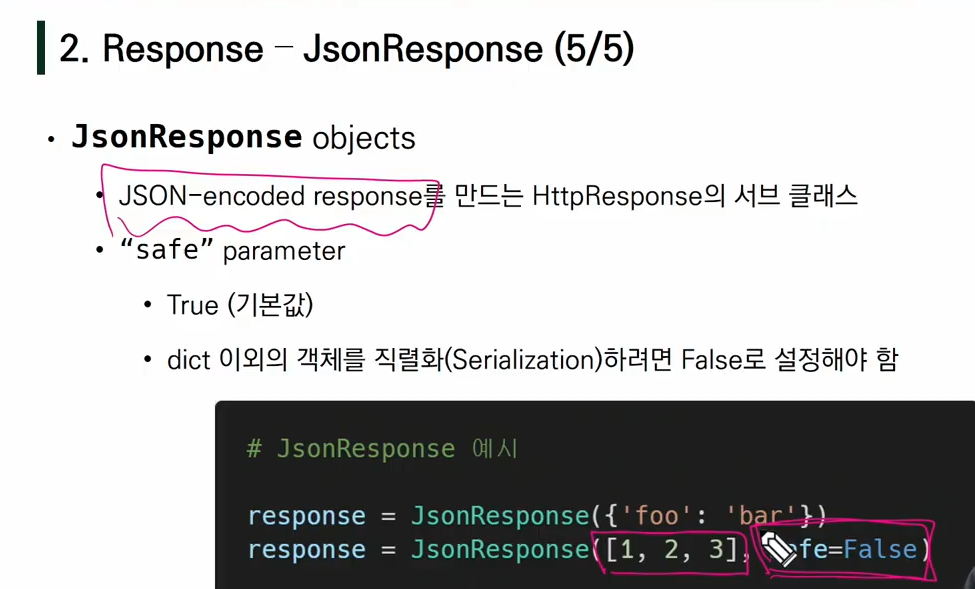 2. Response – JsonResponse (5/5)
• JsonResponse objects
• JSON-encoded response를 만드는 HttpResponse의 서브 클래스
• “safe” parameter
• True (기본값)
• dict 이외의 객체를 직렬화(Serialization)하려면 False로 설정해야 함
# JsonResponse 예시
response = JsonResponse({'foo': 'bar'})
response = JsonResponse([1, 2, 3], safe=False)